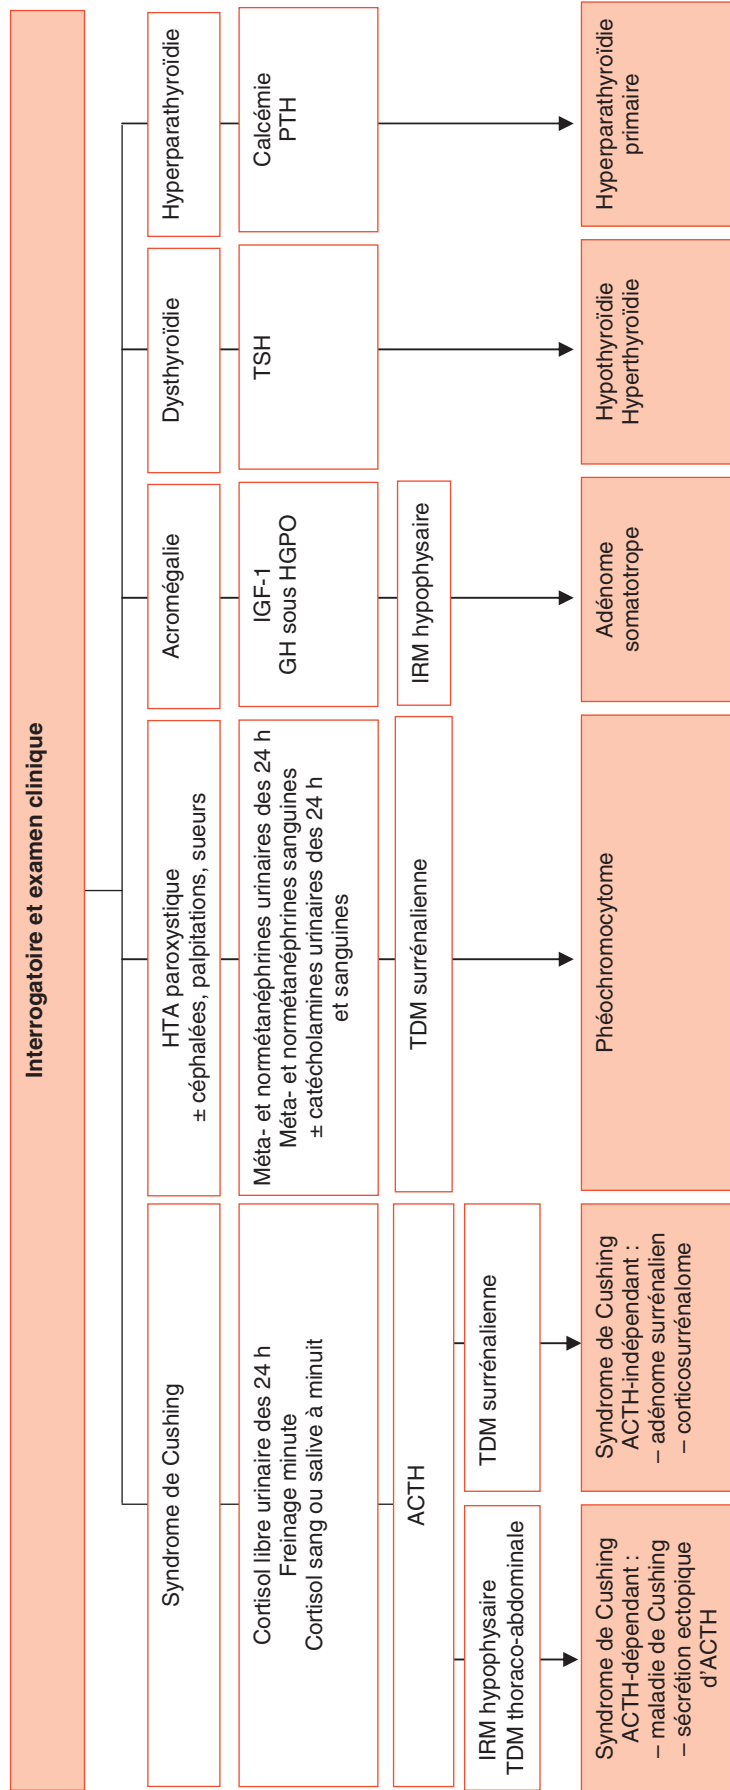 Interrogatoire et examen clinique
Syndrome de Cushing
HTA paroxystique
± céphalées, palpitations, sueurs
Acromégalie
Dysthyroïdie
Hyperparathyroïdie
Cortisol libre urinaire des 24 h
Freinage minute
Cortisol sang ou salive à minuit
Méta- et normétanéphrines urinaires des 24 h
Méta- et normétanéphrines sanguines
± catécholamines urinaires des 24 h
et sanguines
IGF-1
GH sous HGPO
TSH
Calcémie
PTH
ACTH
TDM surrénalienne
IRM hypophysaire
IRM hypophysaire
TDM thoraco-abdominale
TDM surrénalienne
Syndrome de Cushing
ACTH-dépendant :
– maladie de Cushing
– sécrétion ectopique
d'ACTH
Syndrome de Cushing
ACTH-indépendant :
– adénome surrénalien
– corticosurrénalome
Phéochromocytome
Adénome
somatotrope
Hypothyroïdie
Hyperthyroïdie
Hyperparathyroïdie
primaire